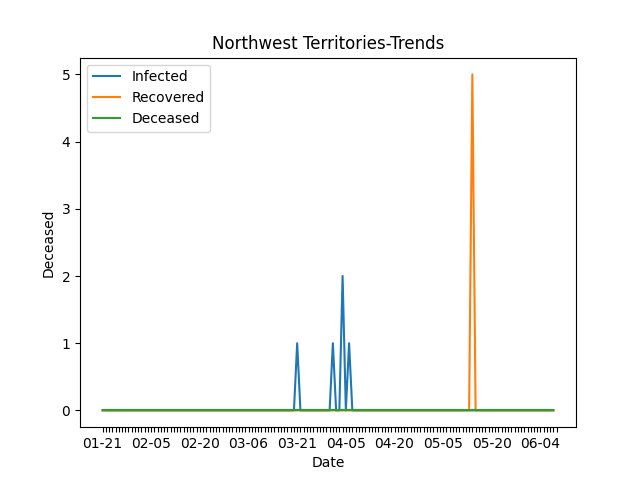 Northwest Territories-Trends
Infected
Recovered
Deceased
5
4
3
2
1
0
Deceased
01-21 02-05 02-20 03-06 03-21 04-05 04-20 05-05 05-20 06-04
Date